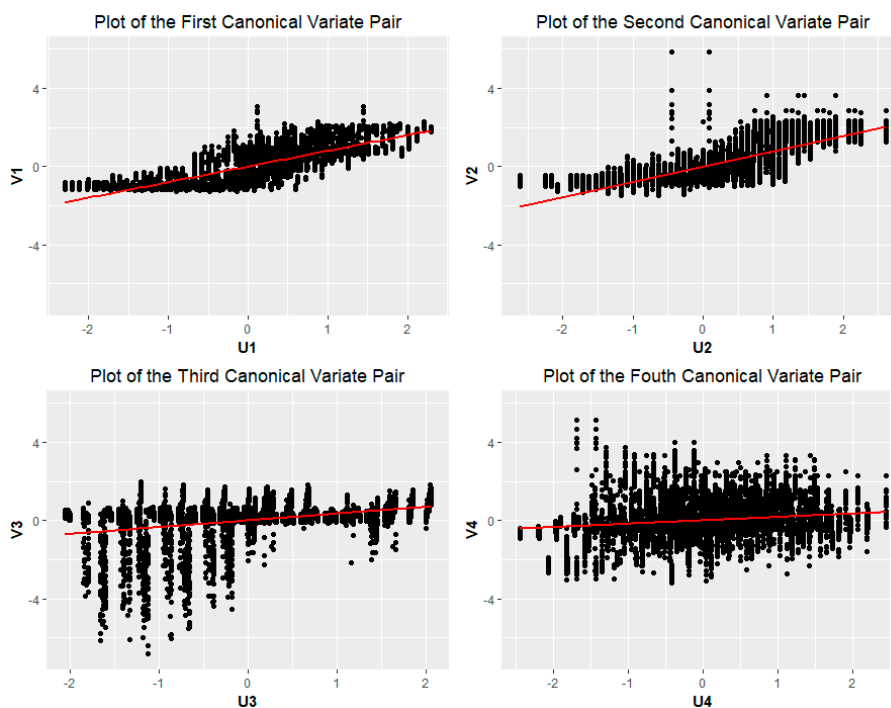 Plot of the First Canonical Variate Pair
V1
4
0
-4
-2
-1
0
1
2
U1
Plot of the Second Canonical Variate Pair
V2
4
0
-4
-2
-1
0
1
2
U2
Plot of the Third Canonical Variate Pair
V3
4
0
-4
-2
-1
0
1
2
U3
Plot of the Fouth Canonical Variate Pair
V4
4
0
-4
-2
-1
0
1
2
U4